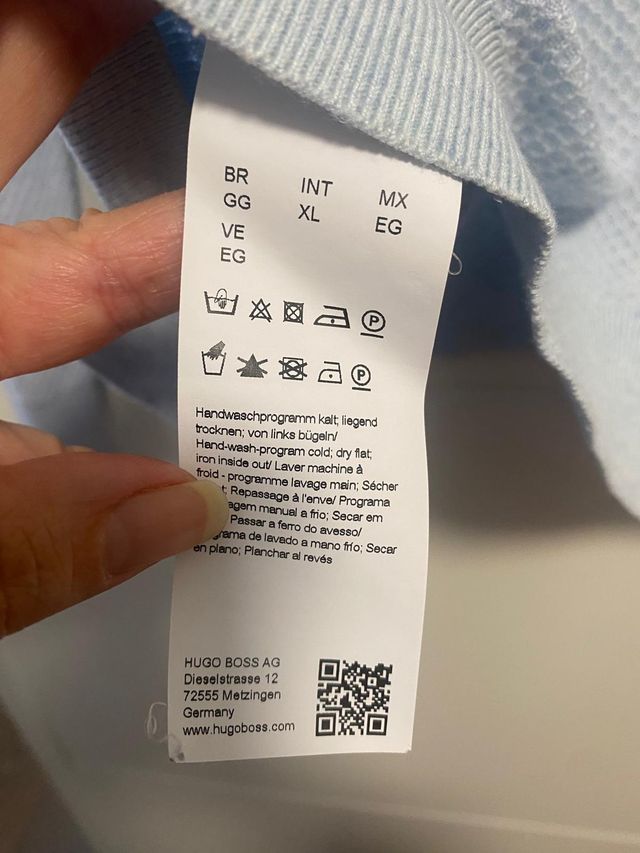 BR INT MX
GG XL EG
VE
EG
P
P
Handwaschprogramm kalt; liegend
trocknen; von links bügeln/
Hand-wash-program cold; dry flat;
iron inside out/ Laver machine à
froid - programme lavage main; Sécher
Repassage à l'enve/ Programa
manual a frio; Secar em
Passar a ferro do avesso/
de lavado a mano frío; Secar
en plano; Planchar al revés
HUGO BOSS AG
Dieselstrasse 12
72555 Metzingen
Germany
www.hugoboss.com